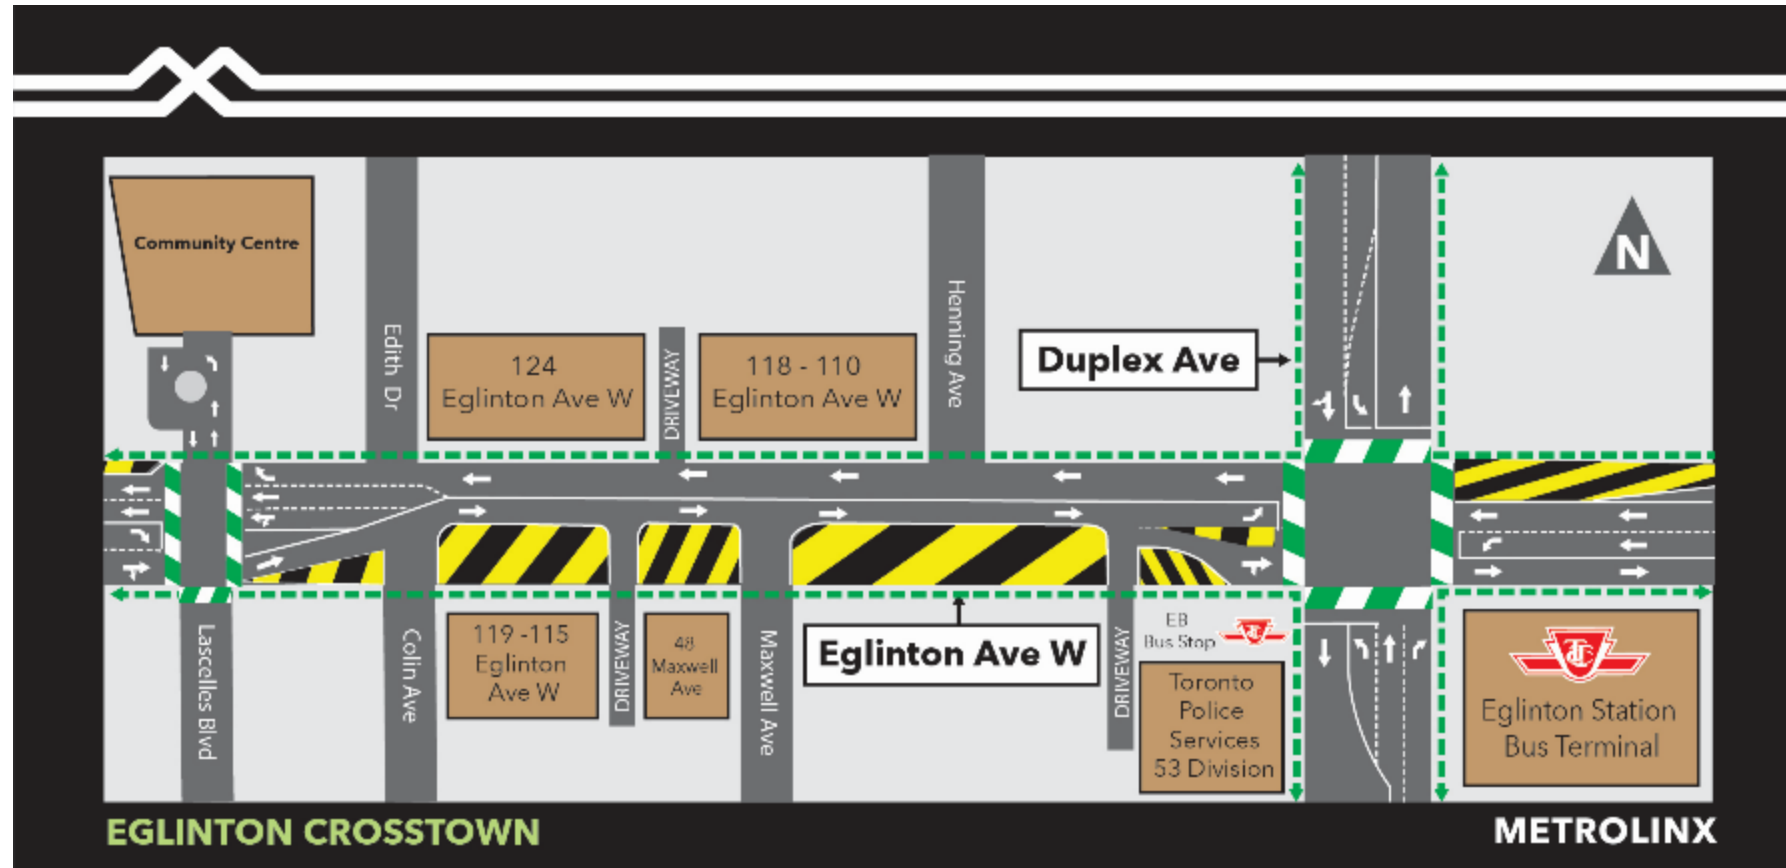 Community Centre
N
Edith Dr
124
Eglinton Ave W
DRIVEWAY
118 - 110
Eglinton Ave W
Henning Ave
Duplex Ave
Lascelles Blvd
Colin Ave
119 -115
Eglinton
Ave W
DRIVEWAY
48
Maxwell
Ave
Maxwell Ave
Eglinton Ave W
DRIVEWAY
EB
Bus Stop
Toronto
Police
Services
53 Division
TTC
Eglinton Station
Bus Terminal
EGLINTON CROSSTOWN
METROLINX